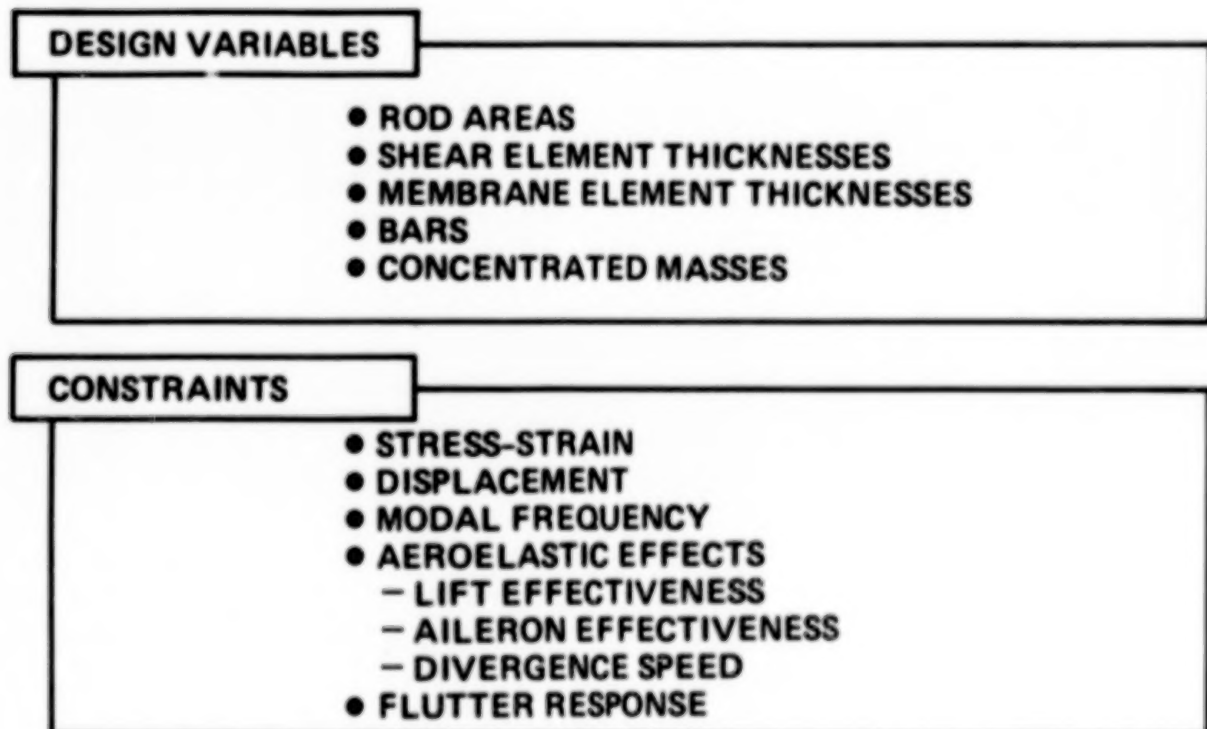 DESIGN VARIABLES
● ROD AREAS
● SHEAR ELEMENT THICKNESSES
● MEMBRANE ELEMENT THICKNESSES
● BARS
● CONCENTRATED MASSES
CONSTRAINTS
● STRESS-STRAIN
● DISPLACEMENT
● MODAL FREQUENCY
● AEROELASTIC EFFECTS
– LIFT EFFECTIVENESS
– AILERON EFFECTIVENESS
– DIVERGENCE SPEED
● FLUTTER RESPONSE